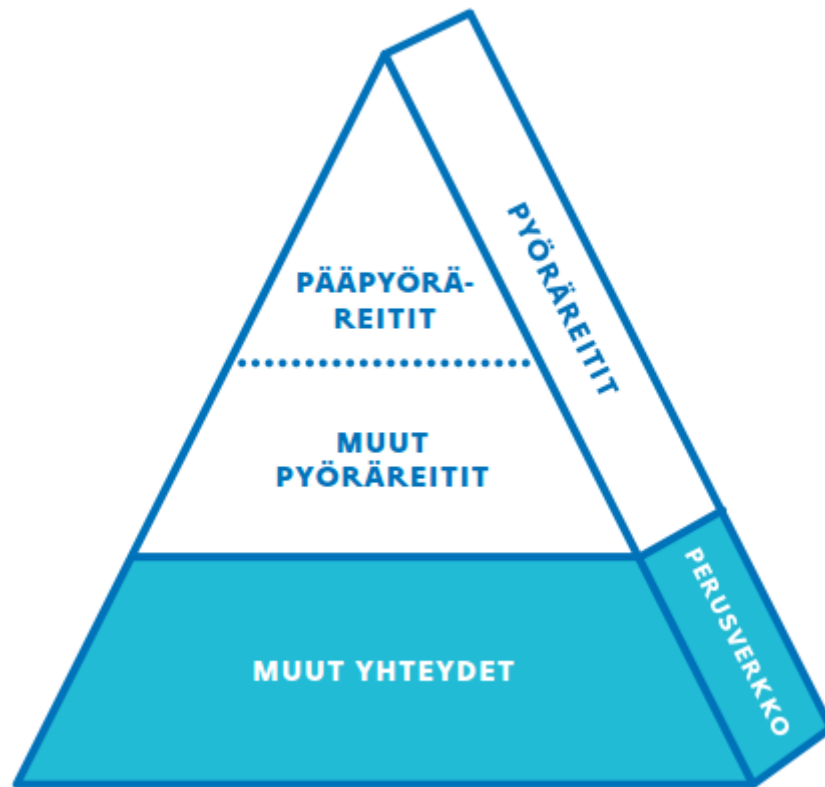 PYÖRÄREITIT
PÄÄPYÖRÄ-
REITIT
MUUT
PYÖRÄREITIT
PERUSVERKKO
MUUT YHTEYDET